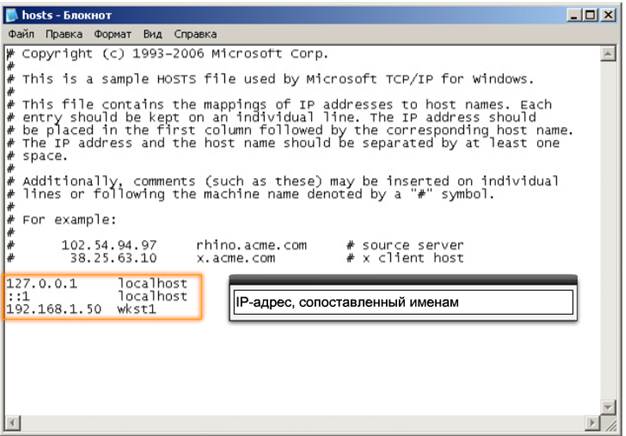 hosts - Блокнот
Файл Правка Формат Вид Справка
# Copyright (c) 1993-2006 Microsoft Corp.
#
# This is a sample HOSTS file used by Microsoft TCP/IP for Windows.
#
# This file contains the mappings of IP addresses to host names. Each
# entry should be kept on an individual line. The IP address should
# be placed in the first column followed by the corresponding host name.
# The IP address and the host name should be separated by at least one
# space.
#
# Additionally, comments (such as these) may be inserted on individual
# lines or following the machine name denoted by a "#" symbol.
#
# For example:
#
# 102.54.94.97 rhino.acme.com # source server
# 38.25.63.10 x.acme.com # x client host
127.0.0.1 localhost
::1 localhost
192.168.1.50 wkst1
IP-адрес, сопоставленный именам